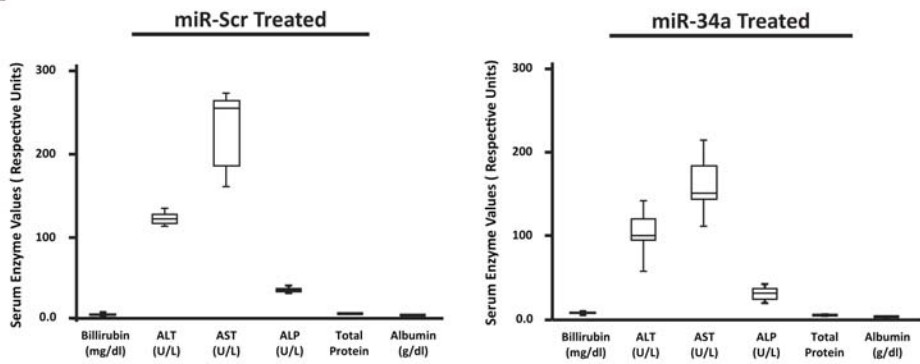 miR-Scr Treated
Serum Enzyme Values ( Respective Units)
300
200
100
0.0
Billirubin ALT AST ALP Total Albumin
(mg/dl) (U/L) (U/L) (U/L) Protein (g/dl)
miR-34a Treated
Serum Enzyme Values ( Respective Units)
300
200
100
0.0
Billirubin ALT AST ALP Total Albumin
(mg/dl) (U/L) (U/L) (U/L) Protein (g/dl)